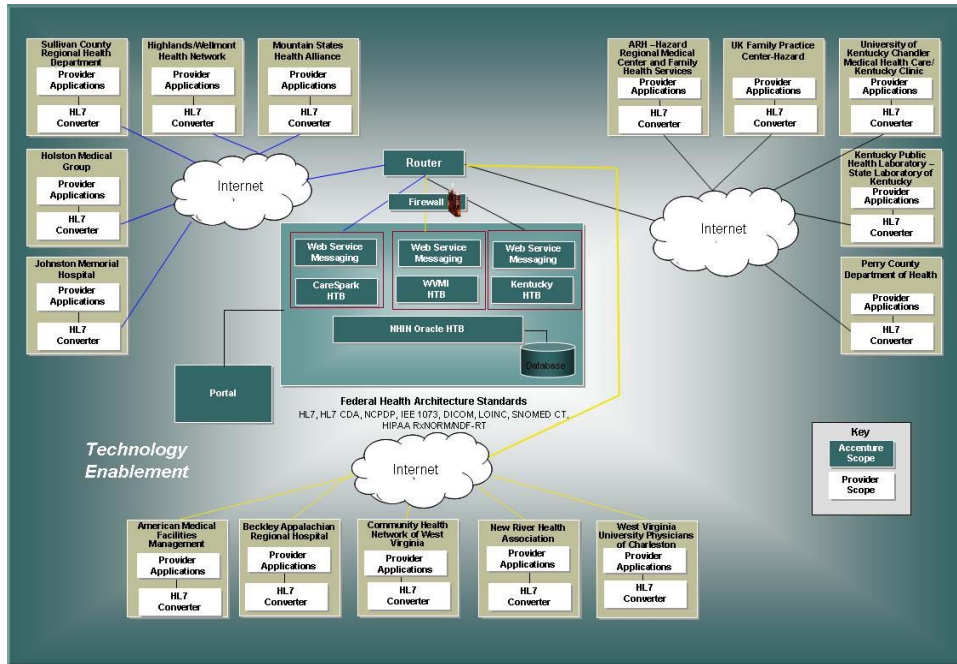 Sullivan County
Regional Health
Department
Provider
Applications
HL7
Converter
Highlands/Wellmont
Health Network
Provider
Applications
HL7
Converter
Mountain States
Health Alliance
Provider
Applications
HL7
Converter
ARH –Hazard
Regional Medical
Center and Family
Health Services
Provider
Applications
HL7
Converter
UK Family Practice
Center-Hazard
Provider
Applications
HL7
Converter
University of
Kentucky Chandler
Medical Health Care/
Kentucky Clinic
Provider
Applications
HL7
Converter
Holston Medical
Group
Provider
Applications
HL7
Converter
Internet
Router
Firewall
Internet
Kentucky Public
Health Laboratory –
State Laboratory of
Kentucky
Provider
Applications
HL7
Converter
Johnston Memorial
Hospital
Provider
Applications
HL7
Converter
Web Service
Messaging
CareSpark
HTB
Web Service
Messaging
WVMI
HTB
Web Service
Messaging
Kentucky
HTB
NHIN Oracle HTB
Database
Perry County
Department of Health
Provider
Applications
HL7
Converter
Portal
Federal Health Architecture Standards
HL7, HL7 CDA, NCPDP, IEE 1073, DICOM, LOINC, SNOMED CT,
HIPAA RxNORM/NDF-RT
Technology
Enablement
Internet
Key
Accenture
Scope
Provider
Scope
American Medical
Facilities
Management
Provider
Applications
HL7
Converter
Beckley Appalachian
Regional Hospital
Provider
Applications
HL7
Converter
Community Health
Network of West
Virginia
Provider
Applications
HL7
Converter
New River Health
Association
Provider
Applications
HL7
Converter
West Virginia
University Physicians
of Charleston
Provider
Applications
HL7
Converter